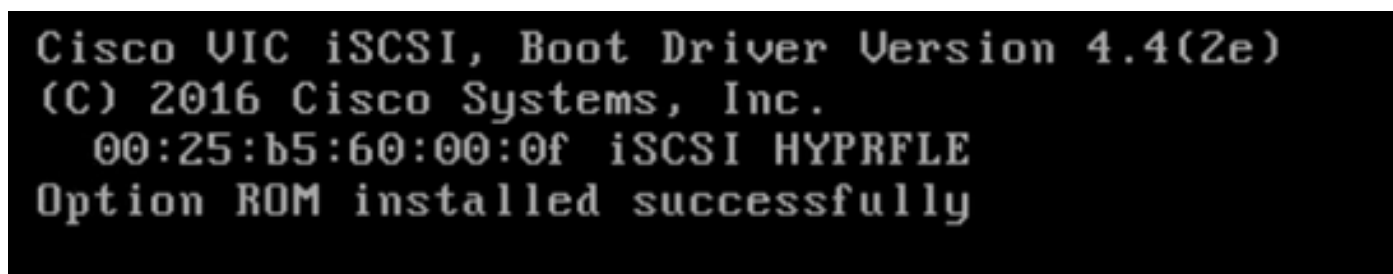 Cisco VIC iSCSI, Boot Driver Version 4.4(2e)
(C) 2016 Cisco Systems, Inc.
00:25:b5:60:00:0f iSCSI HYPRFLE
Option ROM installed successfully